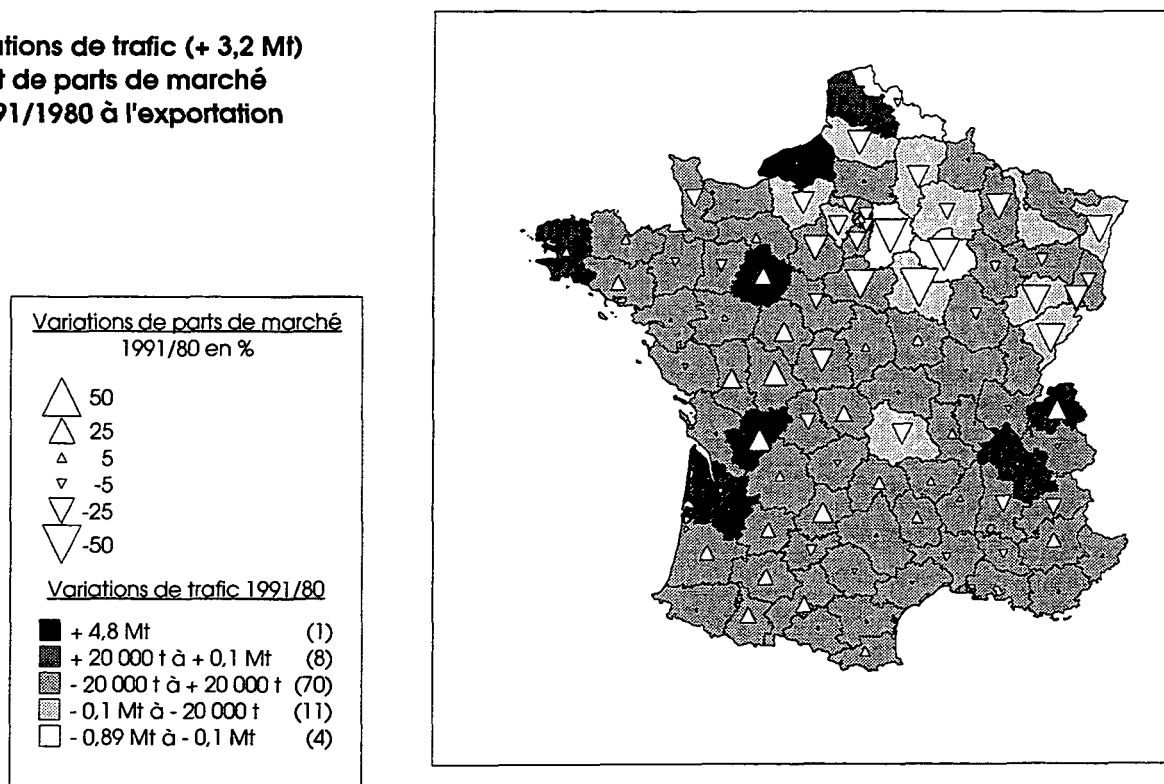 ations de trafic (+ 3,2 Mt)
t de parts de marché
91/1980 à l'exportation
Variations de parts de marché
1991/80 en %
50
25
5
-5
-25
-50
Variations de trafic 1991/80
+ 4,8 Mt (1)
+ 20 000 t à + 0,1 Mt (8)
- 20 000 t à + 20 000 t (70)
- 0,1 Mt à - 20 000 t (11)
- 0,89 Mt à - 0,1 Mt (4)